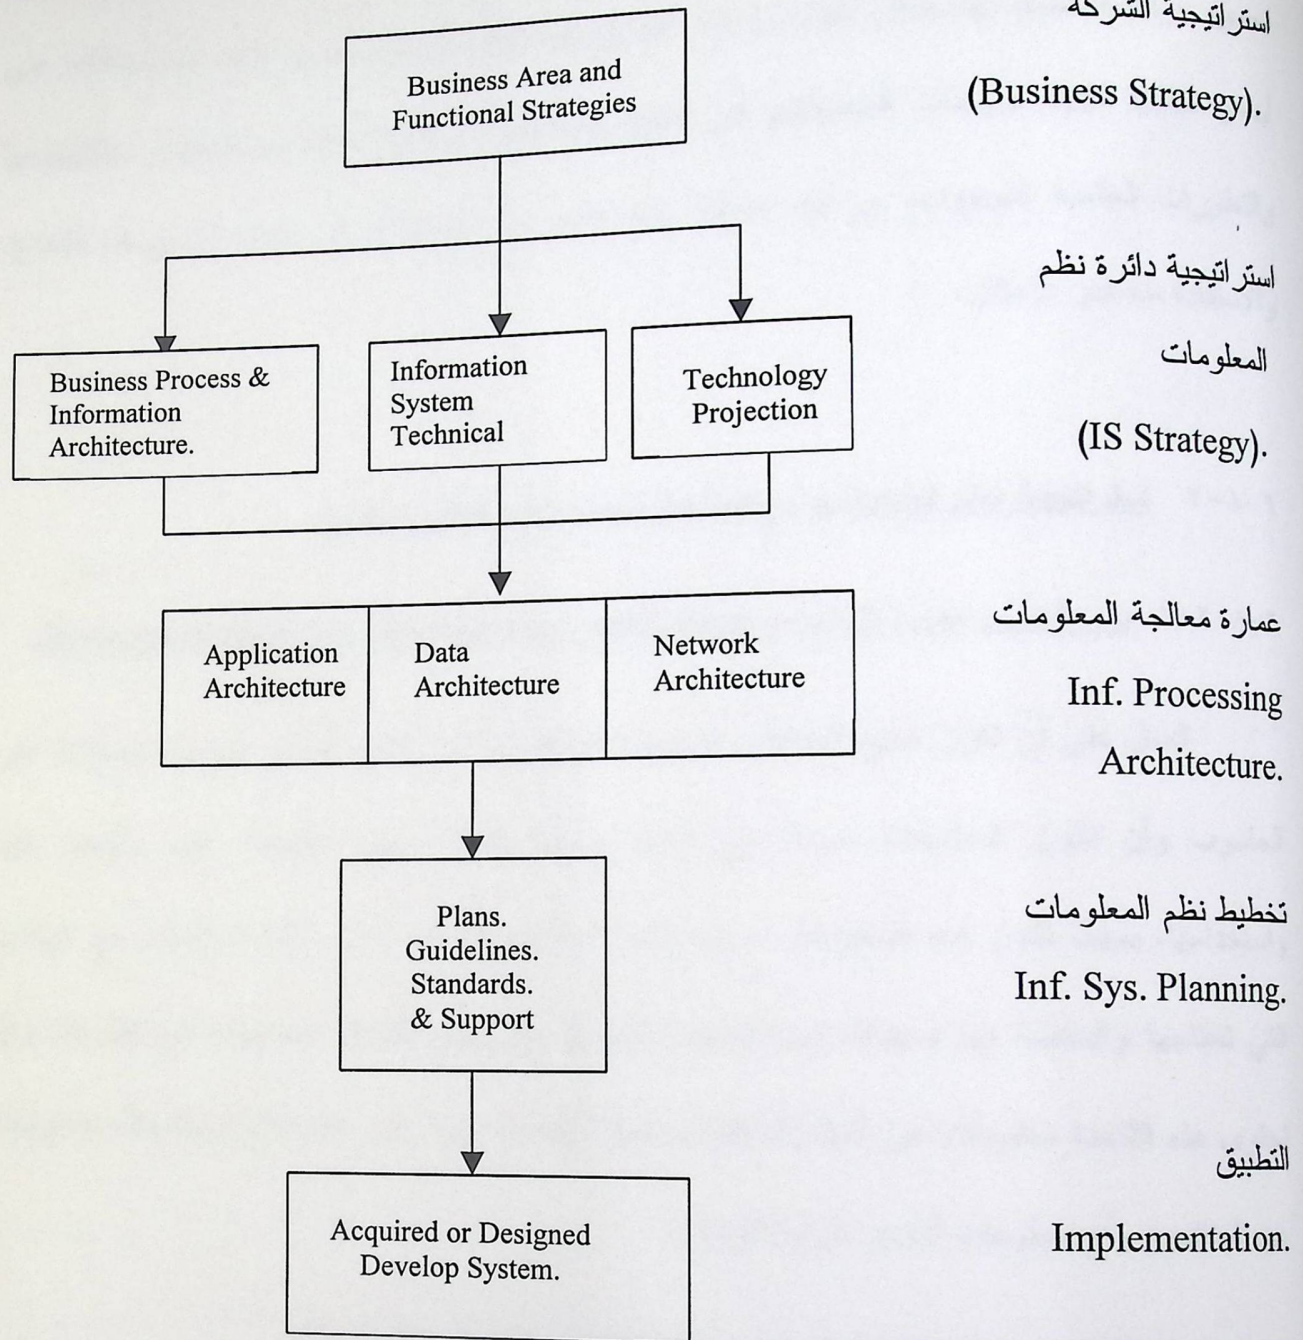 استراتيجية الشركة
Business Area and
Functional Strategies
(Business Strategy).
استراتيجية دائرة نظم
المعلومات
(IS Strategy).
Business Process &
Information
Architecture.
Information
System
Technical
Technology
Projection
عمارة معالجة المعلومات
Inf. Processing
Architecture.
Application
Architecture
Data
Architecture
Network
Architecture
تخطيط نظم المعلومات
Inf. Sys. Planning.
Plans.
Guidelines.
Standards.
& Support
التطبيق
Implementation.
Acquired or Designed
Develop System.